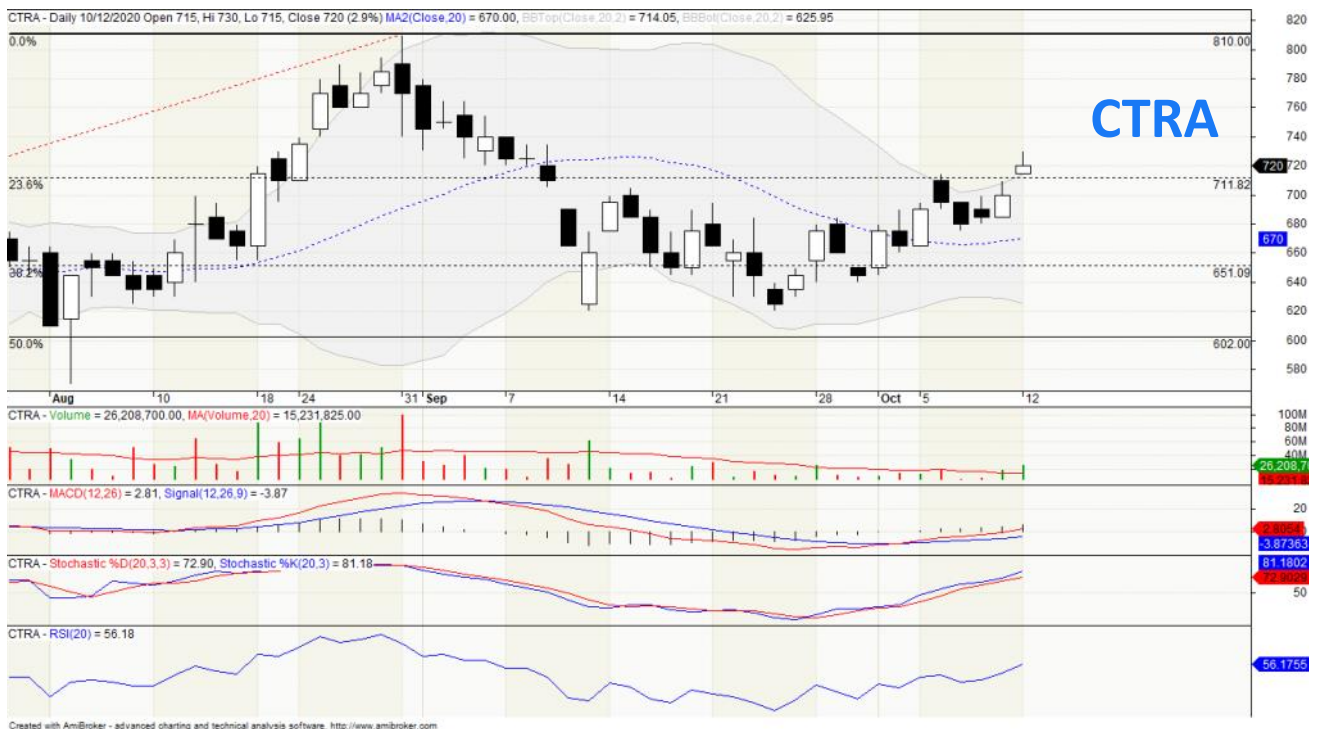 CTRA - Daily 10/12/2020 Open 715, Hi 730, Lo 715, Close 720 (2.9%) MA2(Close,20) = 670.00, BBTop(Close,20,2) = 714.05, BBBot(Close,20,2) = 625.95
820
0.0%
810.00
800
780
CTRA
760
740
720
720
23.6%
711.82
700
680
670
660
38.2%
651.09
640
620
50.0%
602.00
600
580
Aug 10 18 24 31 Sep 7 14 21 28 Oct 5 12
CTRA - Volume = 26,208,700.00, MA(Volume,20) = 15,231,825.00
100M
80M
60M
40M
26,208,70
CTRA - MACD(12,26) = 2.81, Signal(12,26,9) = -3.87
20
-3.87363
CTRA - Stochastic %D(20,3,3) = 72.90, Stochastic %K(20,3) = 81.18
81.1802
72.9029
50
CTRA - RSI(20) = 56.18
56.1755
Created with AmiBroker - advanced charting and technical analysis software. http://www.amibroker.com